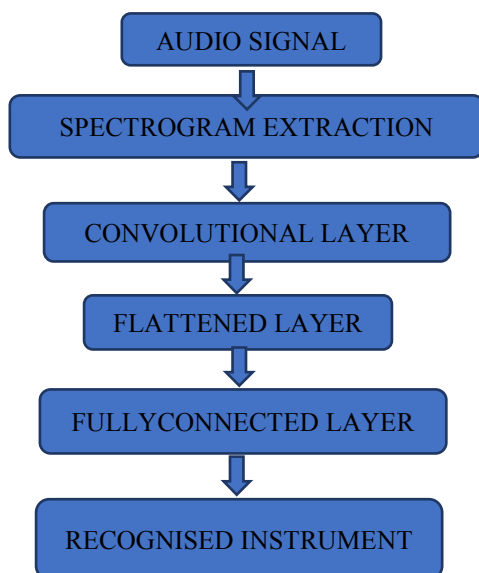 AUDIO SIGNAL
SPECTROGRAM EXTRACTION
CONVOLUTIONAL LAYER
FLATTENED LAYER
FULLYCONNECTED LAYER
RECOGNISED INSTRUMENT